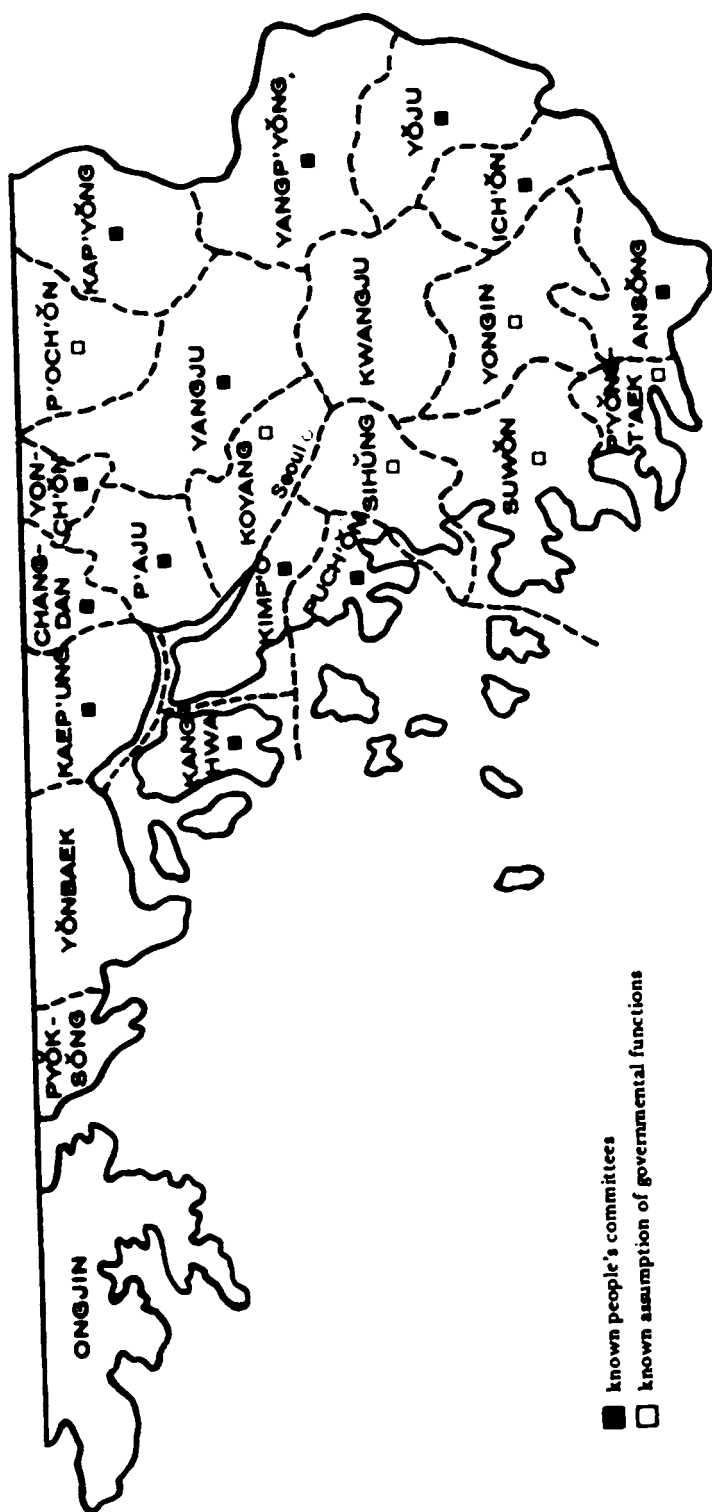 ONGJIN
PYŎK-
SŎNG
YŎNBAEK
KAEP'UNG
CHANG-
DAN
YON-
CH'ŎN
P'OCH'ŎN
KAP'YŎNG
P'AJU
YANGJU
KANG
HWA
KIMP'O
KOYANG
Seoul
YANGP'YŎNG
PUCH'ŎN
SIHŬNG
KWANGJU
YŎJU
ICH'ŎN
SUWŎN
YONGIN
P'YŎNG-
T'AEK
ANSŎNG
known people's committees
known assumption of governmental functions